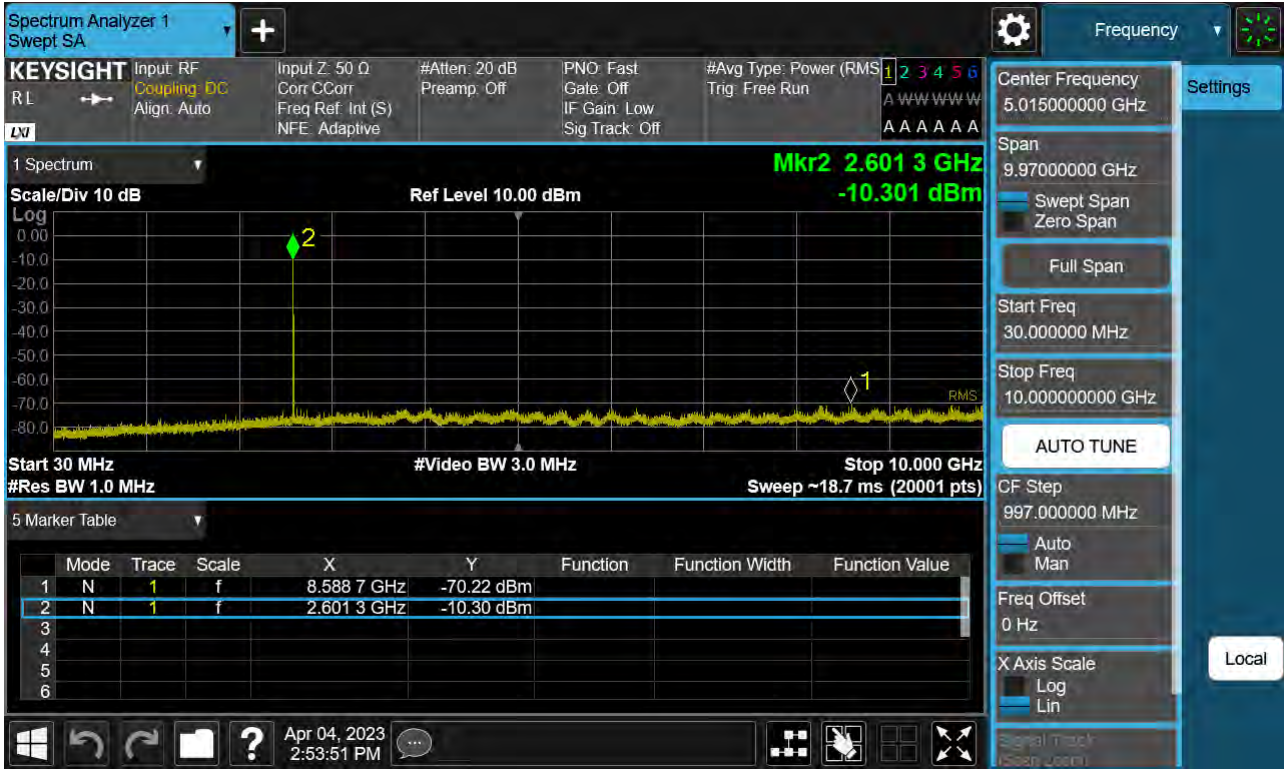 Spectrum Analyzer 1
Swept SA
Frequency
KEYSIGHT
RL
LXI
Input: RF
Coupling: DC
Align: Auto
Input Z: 50 Ω
Corr CCorr
Freq Ref: Int (S)
NFE: Adaptive
#Atten: 20 dB
Preamp: Off
PNO: Fast
Gate: Off
IF Gain: Low
Sig Track: Off
#Avg Type: Power (RMS
Trig: Free Run
1 2 3 4 5 6
A W W W W W
A A A A A A
1 Spectrum
Scale/Div 10 dB
Ref Level 10.00 dBm
Mkr2 2.601 3 GHz
-10.301 dBm
Log
0.00
-10.0
-20.0
-30.0
-40.0
-50.0
-60.0
-70.0
-80.0
2
1
RMS
Start 30 MHz
#Video BW 3.0 MHz
Stop 10.000 GHz
#Res BW 1.0 MHz
Sweep ~18.7 ms (20001 pts)
5 Marker Table
Mode Trace Scale X Y Function Function Width Function Value
1 N 1 f 8.588 7 GHz -70.22 dBm
2 N 1 f 2.601 3 GHz -10.30 dBm
3
4
5
6
Apr 04, 2023
2:53:51 PM
Center Frequency
5.015000000 GHz
Settings
Span
9.97000000 GHz
Swept Span
Zero Span
Full Span
Start Freq
30.000000 MHz
Stop Freq
10.000000000 GHz
AUTO TUNE
CF Step
997.000000 MHz
Auto
Man
Freq Offset
0 Hz
X Axis Scale
Log
Lin
Local
Signal Track
(Span Zoom)